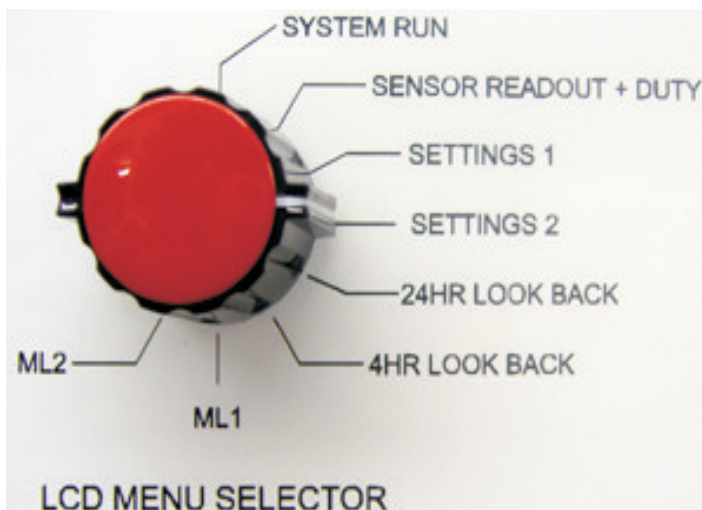 SYSTEM RUN
SENSOR READOUT + DUTY
SETTINGS 1
SETTINGS 2
24HR LOOK BACK
4HR LOOK BACK
ML2
ML1
LCD MENU SELECTOR